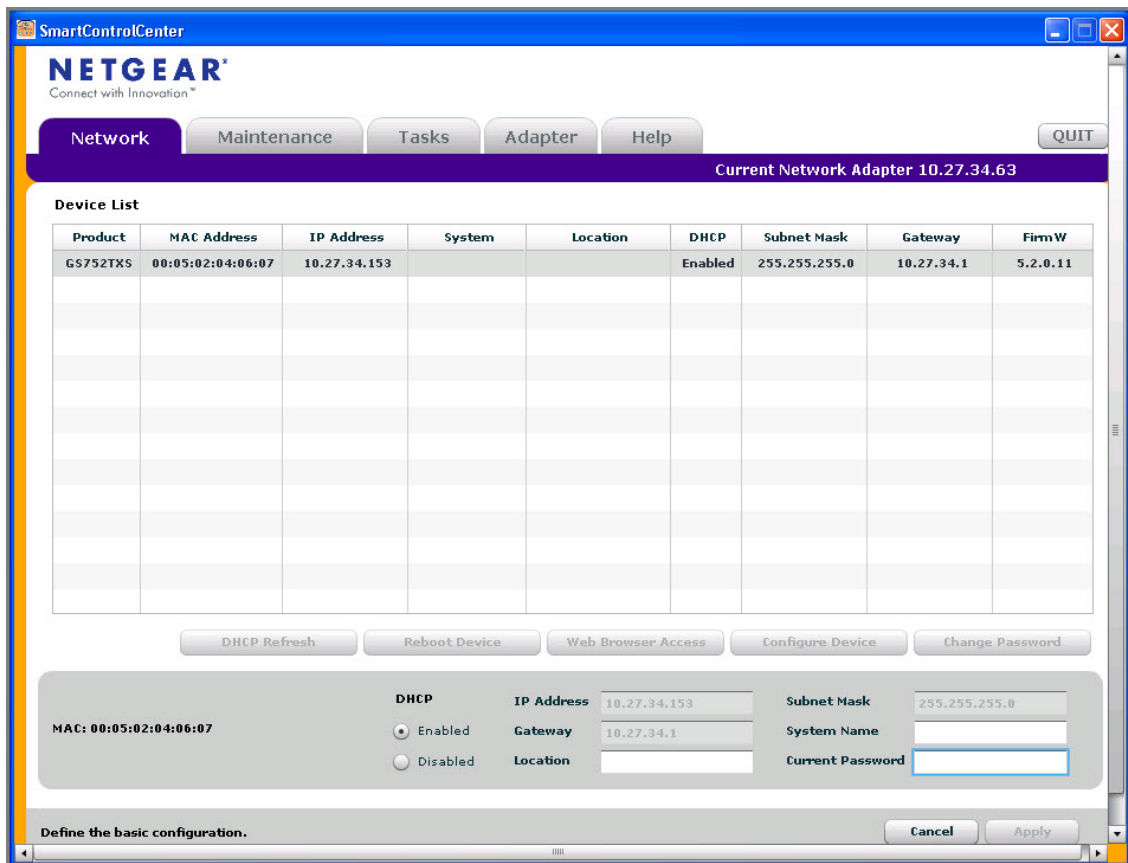 SmartControlCenter
NETGEAR®
Connect with Innovation™
Network Maintenance Tasks Adapter Help QUIT
Current Network Adapter 10.27.34.63
Device List
Product MAC Address IP Address System Location DHCP Subnet Mask Gateway FirmW
GS752TXS 00:05:02:04:06:07 10.27.34.153 Enabled 255.255.255.0 10.27.34.1 5.2.0.11
DHCP Refresh Reboot Device Web Browser Access Configure Device Change Password
DHCP IP Address 10.27.34.153 Subnet Mask 255.255.255.0
MAC: 00:05:02:04:06:07 Enabled Gateway 10.27.34.1 System Name
Disabled Location Current Password
Define the basic configuration. Cancel Apply